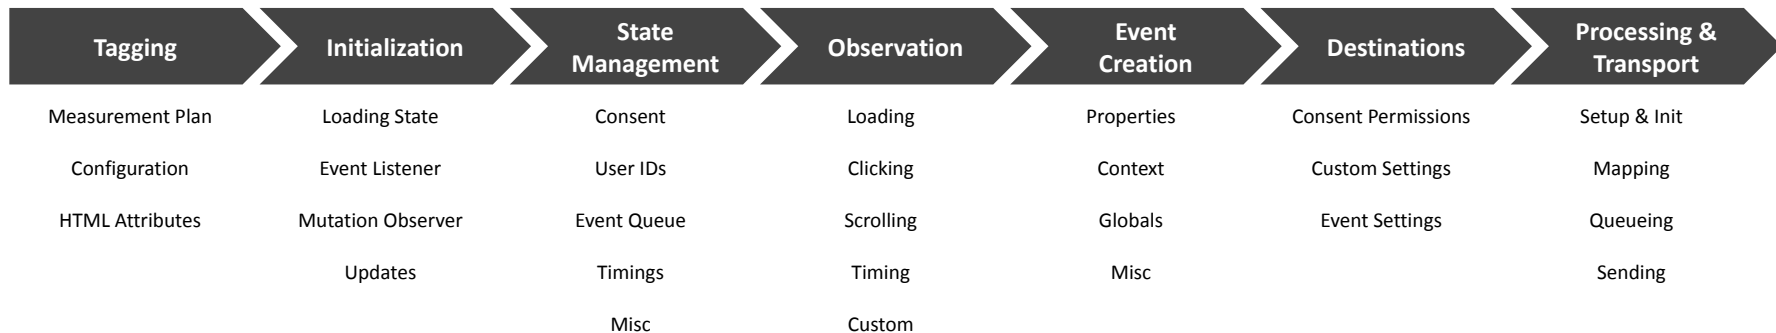 Tagging
Initialization
State
Management
Observation
Event
Creation
Destinations
Processing &
Transport
Measurement Plan
Loading State
Consent
Loading
Properties
Consent Permissions
Setup & Init
Configuration
Event Listener
User IDs
Clicking
Context
Custom Settings
Mapping
HTML Attributes
Mutation Observer
Event Queue
Scrolling
Globals
Event Settings
Queueing
Updates
Timings
Timing
Misc
Sending
Misc
Custom